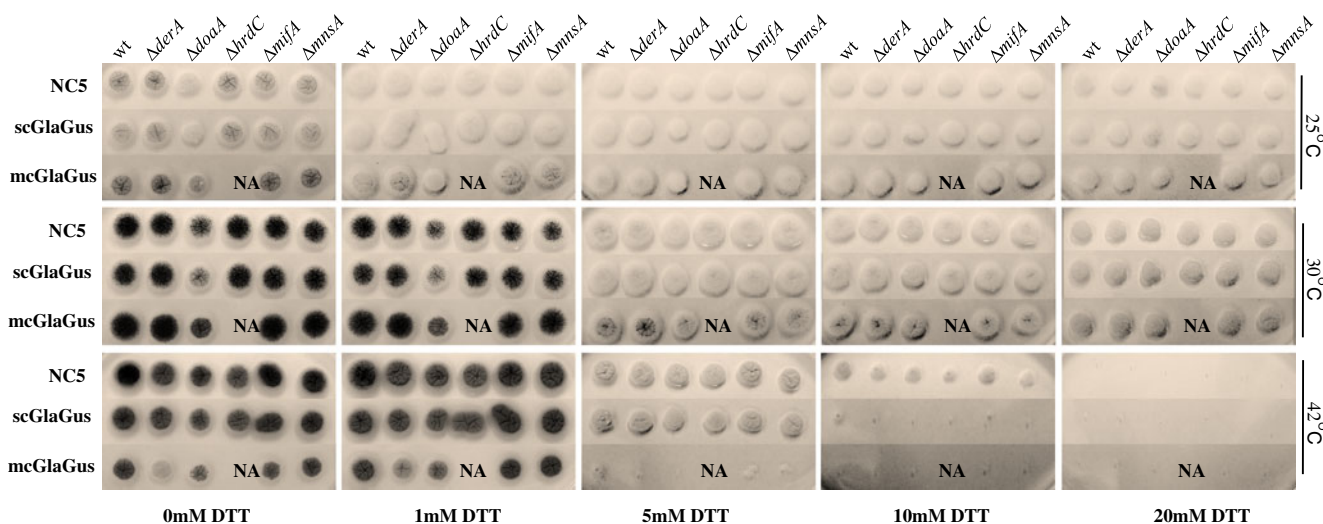 wt ΔderA ΔdoaA ΔhrdC ΔmifA ΔmnsA wt ΔderA ΔdoaA ΔhrdC ΔmifA ΔmnsA wt ΔderA ΔdoaA ΔhrdC ΔmifA ΔmnsA wt ΔderA ΔdoaA ΔhrdC ΔmifA ΔmnsA wt ΔderA ΔdoaA ΔhrdC ΔmifA ΔmnsA
NC5
scGlaGus
mcGlaGus NA NA NA NA NA
25°C
NC5
scGlaGus
mcGlaGus NA NA NA NA NA
30°C
NC5
scGlaGus
mcGlaGus NA NA NA NA NA
42°C
0mM DTT 1mM DTT 5mM DTT 10mM DTT 20mM DTT